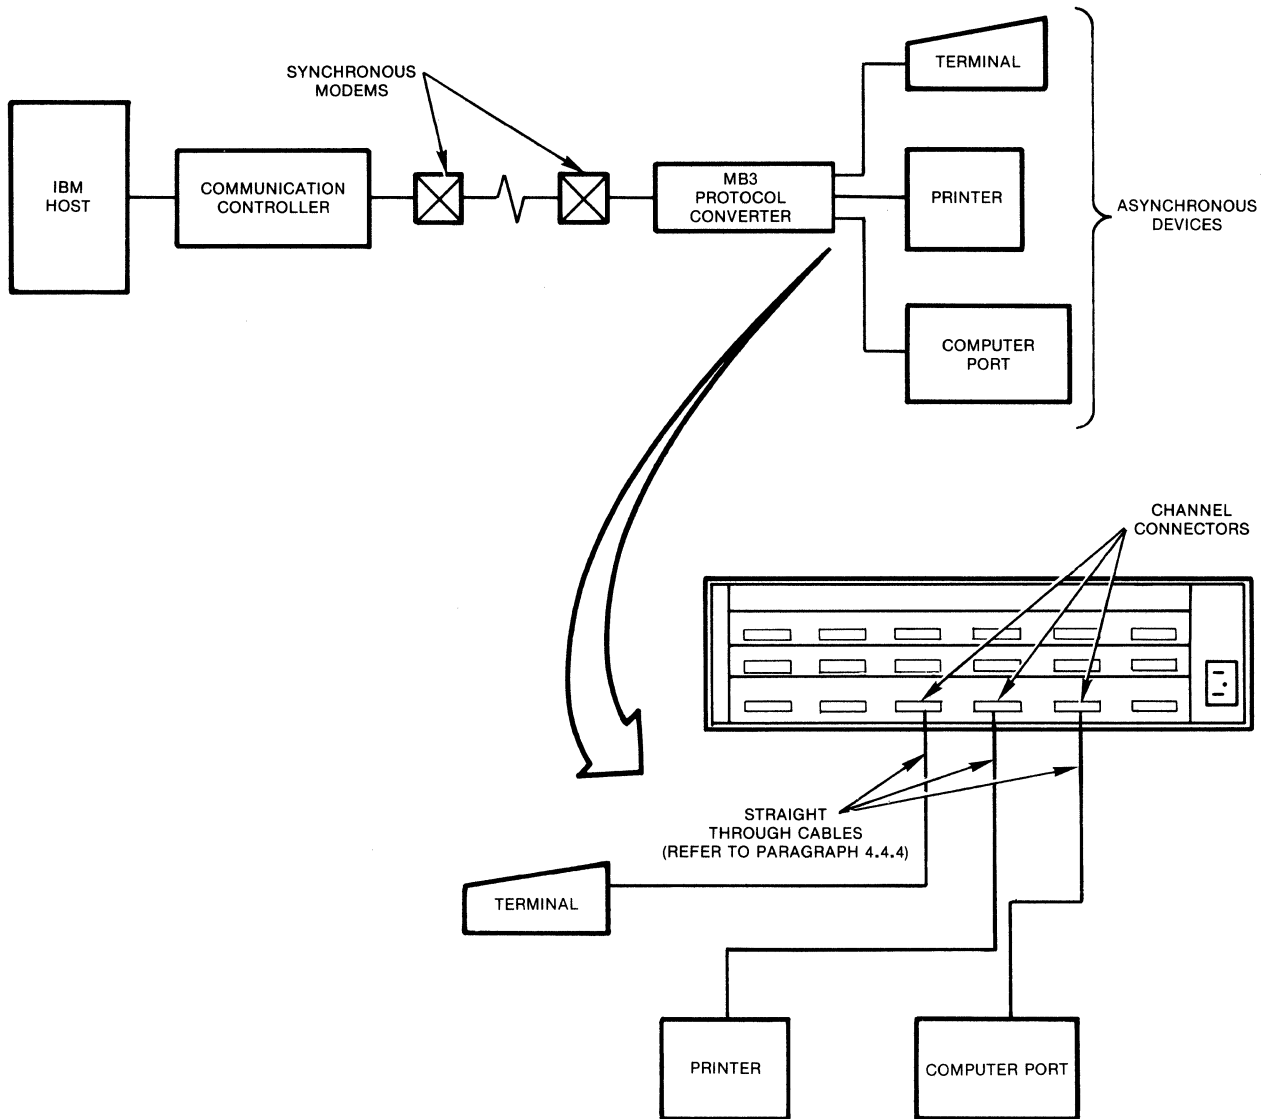 SYNCHRONOUS
MODEMS
IBM
HOST
COMMUNICATION
CONTROLLER
MB3
PROTOCOL
CONVERTER
TERMINAL
PRINTER
COMPUTER
PORT
ASYNCHRONOUS
DEVICES
CHANNEL
CONNECTORS
STRAIGHT
THROUGH CABLES
(REFER TO PARAGRAPH 4.4.4)
TERMINAL
PRINTER
COMPUTER PORT